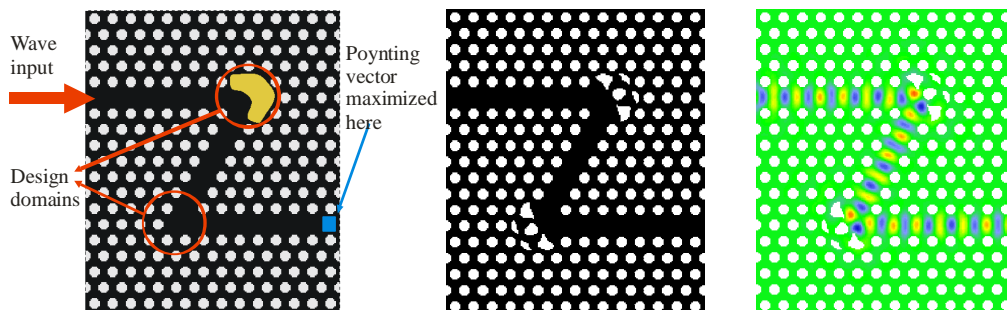 Wave
input
Poynting
vector
maximized
here
Design
domains